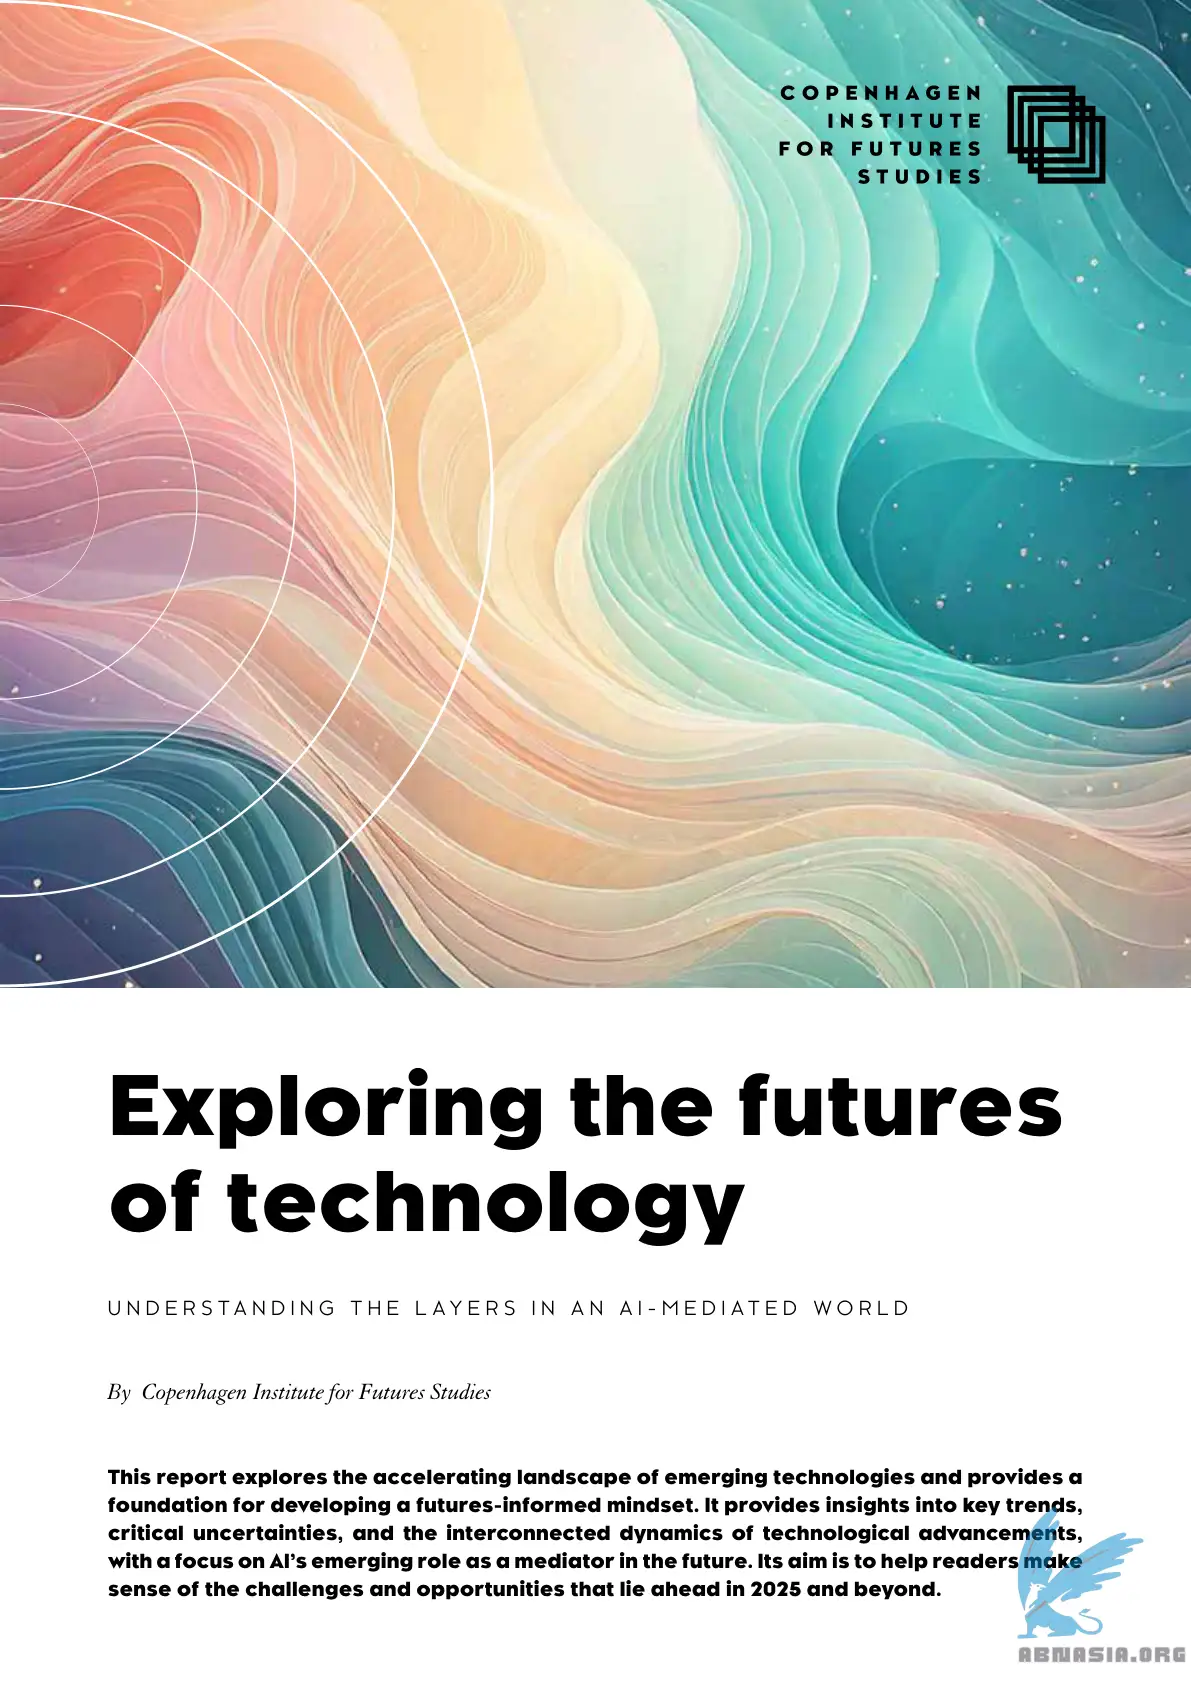 COPENHAGEN
INSTITUTE
FOR FUTURES
STUDIES
Exploring the futures
of technology
UNDERSTANDING THE LAYERS IN AN AI-MEDIATED WORLD
By Copenhagen Institute for Futures Studies
This report explores the accelerating landscape of emerging technologies and provides a
foundation for developing a futures-informed mindset. It provides insights into key trends,
critical uncertainties, and the interconnected dynamics of technological advancements,
with a focus on AI’s emerging role as a mediator in the future. Its aim is to help readers make
sense of the challenges and opportunities that lie ahead in 2025 and beyond.
ABNASIA.ORG